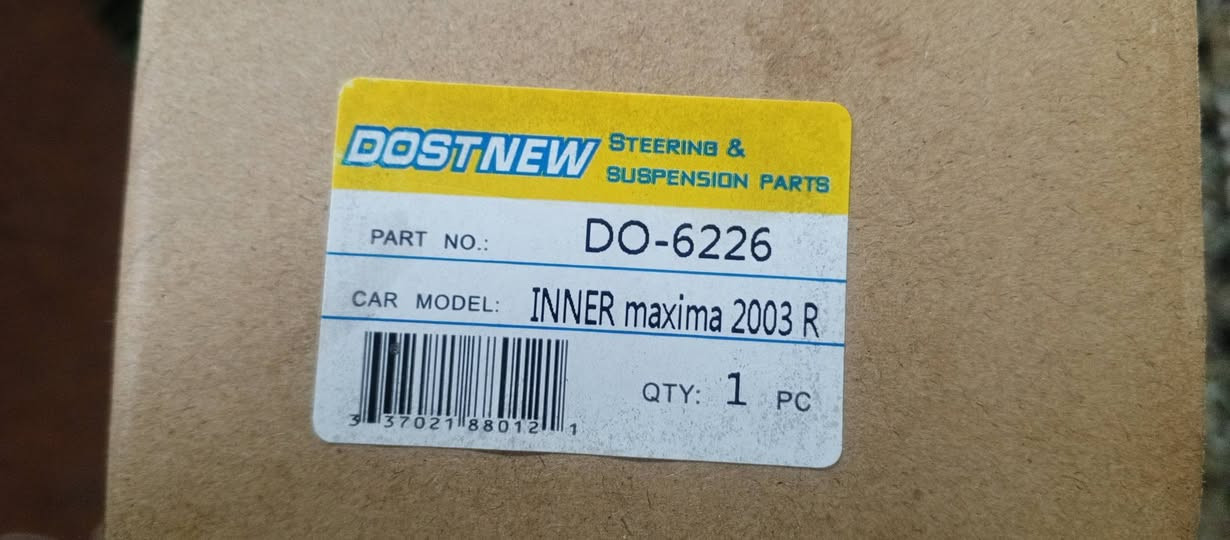 DOSTNEW STEERING &
SUSPENSION PARTS
PART NO.: DO-6226
CAR MODEL: INNER maxima 2003 R
QTY: 1 PC
3 37021 88012 1